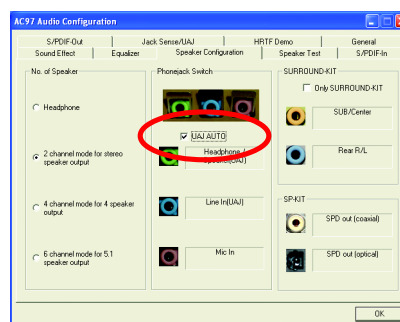 AC97 Audio Configuration
S/PDIF-Out
Jack Sense/UAJ
HRTF Demo
General
Sound Effect
Equalizer
Speaker Configuration
Speaker Test
S/PDIF-In
No. of Speaker
Headphone
2 channel mode for stereo
speaker output
4 channel mode for 4 speaker
output
6 channel mode for 5.1
speaker output
Phonejack Switch
UAJ AUTO
Headphone /
Speaker(UAJ)
Line In(UAJ)
Mic In
SURROUND-KIT
Only SURROUND-KIT
SUB/Center
Rear R/L
SP-KIT
SPD out (coaxial)
SPD out (optical)
OK